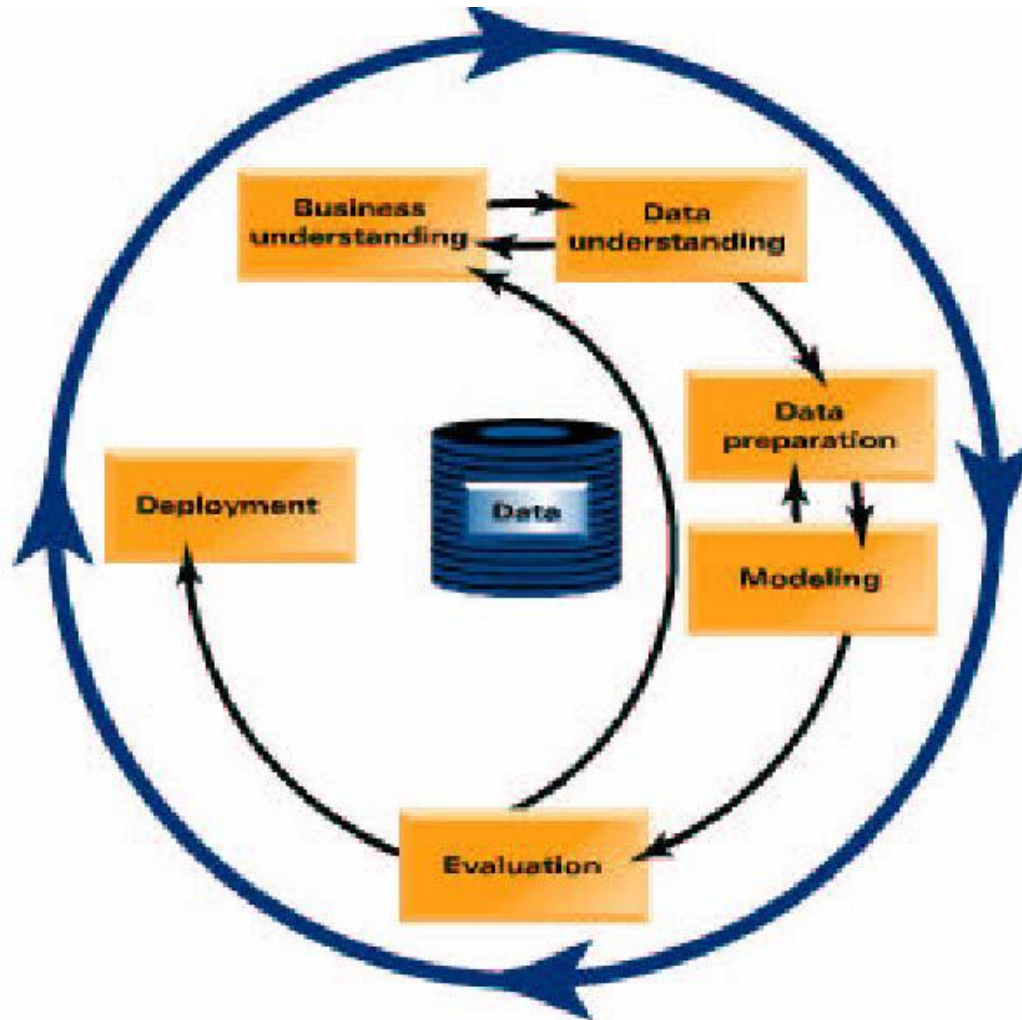 Business
understanding
Data
understanding
Data
preparation
Modeling
Evaluation
Deployment
Data